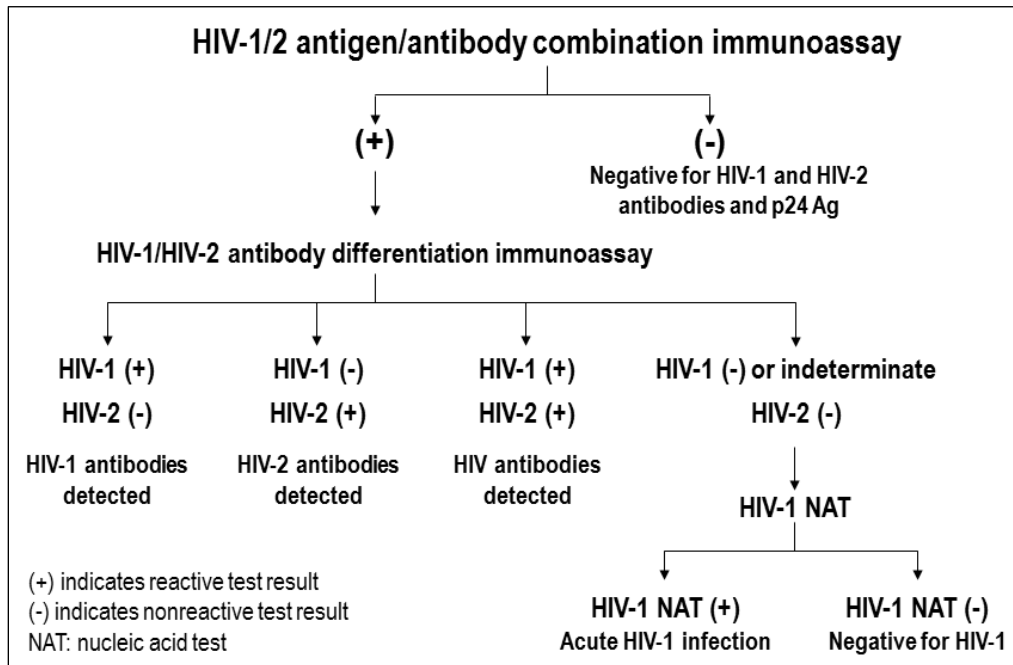 HIV-1/2 antigen/antibody combination immunoassay
(+)
(-)
Negative for HIV-1 and HIV-2
antibodies and p24 Ag
HIV-1/HIV-2 antibody differentiation immunoassay
HIV-1 (+)
HIV-2 (-)
HIV-1 antibodies
detected
HIV-1 (-)
HIV-2 (+)
HIV-2 antibodies
detected
HIV-1 (+)
HIV-2 (+)
HIV antibodies
detected
HIV-1 (-) or indeterminate
HIV-2 (-)
HIV-1 NAT
HIV-1 NAT (+)
Acute HIV-1 infection
HIV-1 NAT (-)
Negative for HIV-1
(+) indicates reactive test result
(-) indicates nonreactive test result
NAT: nucleic acid test